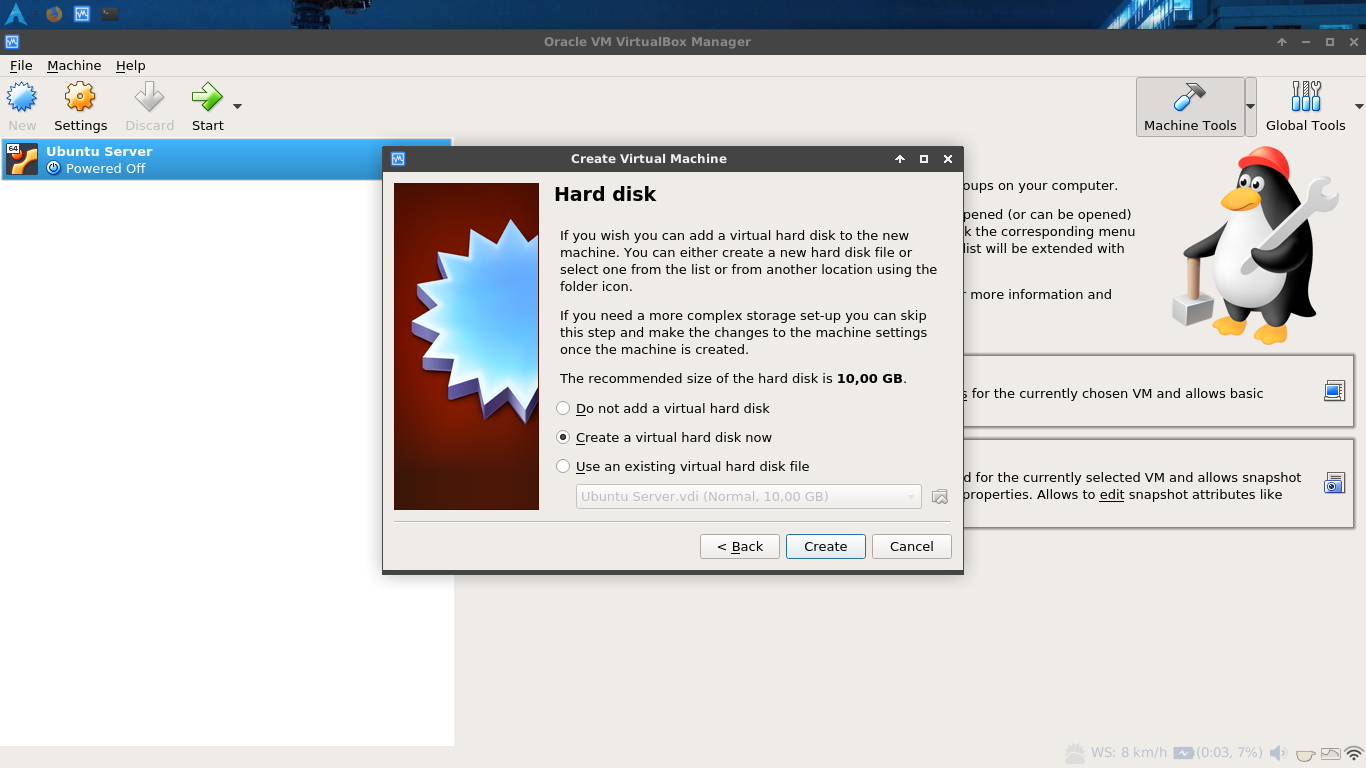 Oracle VM VirtualBox Manager
File Machine Help
New Settings Discard Start
Machine Tools Global Tools
64
Ubuntu Server
Powered Off
Create Virtual Machine
Hard disk
If you wish you can add a virtual hard disk to the new
machine. You can either create a new hard disk file or
select one from the list or from another location using the
folder icon.
If you need a more complex storage set-up you can skip
this step and make the changes to the machine settings
once the machine is created.
The recommended size of the hard disk is 10,00 GB.
Do not add a virtual hard disk
Create a virtual hard disk now
Use an existing virtual hard disk file
Ubuntu Server.vdi (Normal, 10,00 GB)
< Back Create Cancel
oups on your computer.
pened (or can be opened)
k the corresponding menu
list will be extended with
more information and
for the currently chosen VM and allows basic
d for the currently selected VM and allows snapshot
properties. Allows to edit snapshot attributes like
WS: 8 km/h (0:03, 7%)